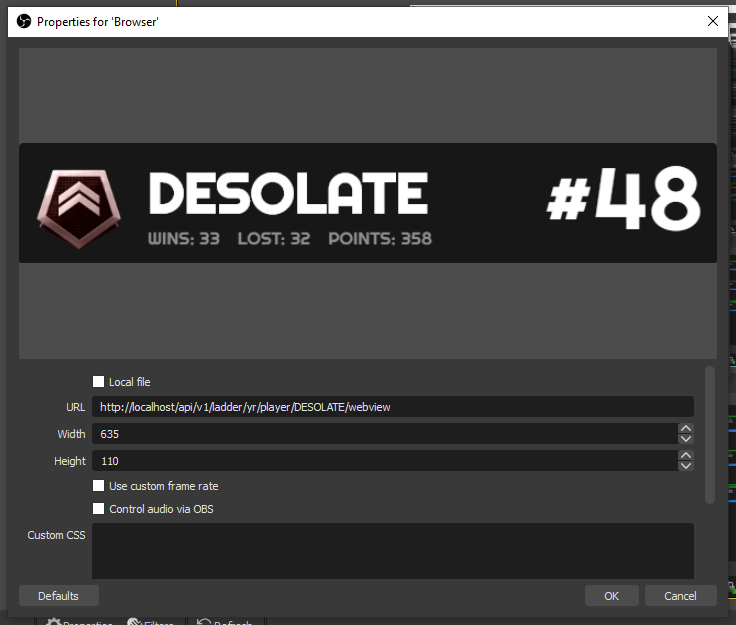 Properties for 'Browser'
DESOLATE
WINS: 33 LOST: 32 POINTS: 358
#48
Local file
URL http://localhost/api/v1/ladder/yr/player/DESOLATE/webview
Width 635
Height 110
Use custom frame rate
Control audio via OBS
Custom CSS
Defaults OK Cancel
Properties Filters Refresh